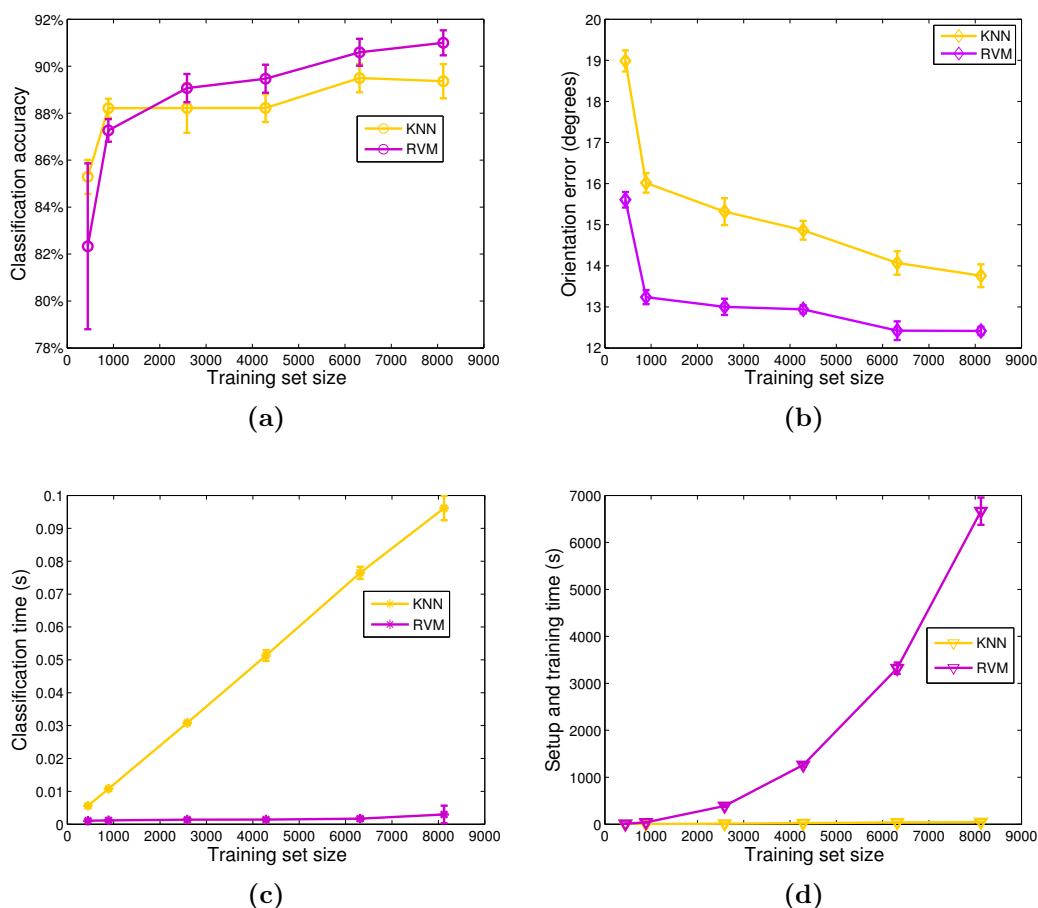 92%
90%
88%
86%
84%
82%
80%
78%
Classification accuracy
KNN
RVM
0 1000 2000 3000 4000 5000 6000 7000 8000 9000
Training set size
(a)
20
19
18
17
16
15
14
13
12
Orientation error (degrees)
KNN
RVM
0 1000 2000 3000 4000 5000 6000 7000 8000 9000
Training set size
(b)
0.1
0.09
0.08
0.07
0.06
0.05
0.04
0.03
0.02
0.01
0
Classification time (s)
KNN
RVM
0 1000 2000 3000 4000 5000 6000 7000 8000 9000
Training set size
(c)
7000
6000
5000
4000
3000
2000
1000
0
Setup and training time (s)
KNN
RVM
0 1000 2000 3000 4000 5000 6000 7000 8000 9000
Training set size
(d)